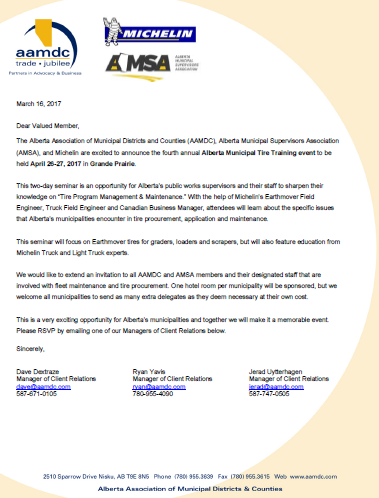 aamdc
trade · jubilee
Partners in Advocacy & Business
MICHELIN
AMSA
ALBERTA
MUNICIPAL
SUPERVISORS
ASSOCIATION
March 16, 2017
Dear Valued Member,
The Alberta Association of Municipal Districts and Counties (AAMDC), Alberta Municipal Supervisors Association
(AMSA), and Michelin are excited to announce the fourth annual Alberta Municipal Tire Training event to be
held April 26-27, 2017 in Grande Prairie.
This two-day seminar is an opportunity for Alberta's public works supervisors and their staff to sharpen their
knowledge on "Tire Program Management & Maintenance." With the help of Michelin's Earthmover Field
Engineer, Truck Field Engineer and Canadian Business Manager, attendees will learn about the specific issues
that Alberta's municipalities encounter in tire procurement, application and maintenance.
This seminar will focus on Earthmover tires for graders, loaders and scrapers, but will also feature education from
Michelin Truck and Light Truck experts.
We would like to extend an invitation to all AAMDC and AMSA members and their designated staff that are
involved with fleet maintenance and tire procurement. One hotel room per municipality will be sponsored, but we
welcome all municipalities to send as many extra delegates as they deem necessary at their own cost.
This is a very exciting opportunity for Alberta's municipalities and together we will make it a memorable event.
Please RSVP by emailing one of our Managers of Client Relations below.
Sincerely,
Dave Dextraze Ryan Yavis Jerad Uytterhagen
Manager of Client Relations Manager of Client Relations Manager of Client Relations
dave@aamdc.com ryan@aamdc.com jerad@aamdc.com
587-671-0105 780-955-4090 587-747-0505
2510 Sparrow Drive Nisku, AB T9E 8N5 Phone (780) 955.3639 Fax (780) 955.3615 Web www.aamdc.com
Alberta Association of Municipal Districts & Counties